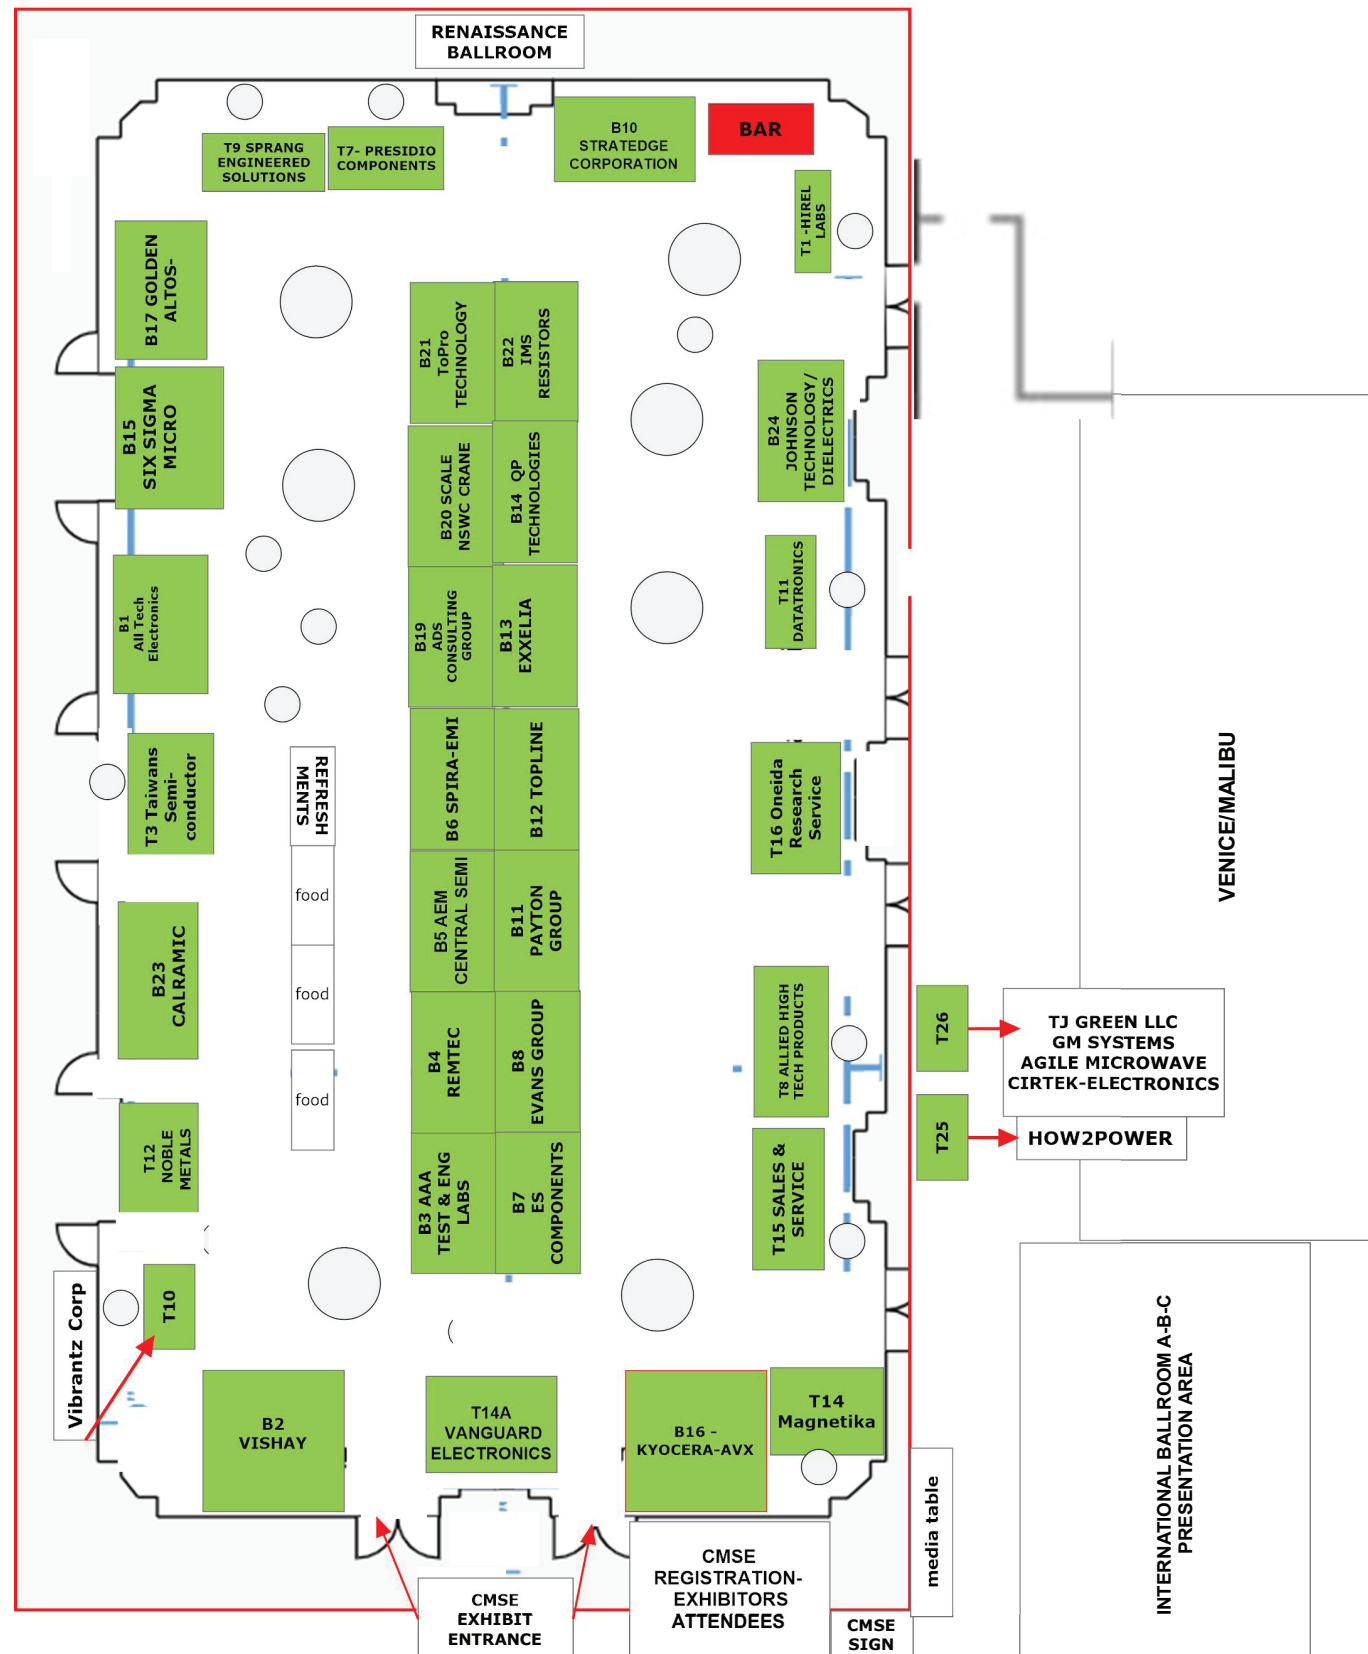 RENAISSANCE
BALLROOM
T9 SPRANG
ENGINEERED
SOLUTIONS
T7- PRESIDIO
COMPONENTS
B10
STRATEDGE
CORPORATION
BAR
T1 -HIREL
LABS
B17 GOLDEN
ALTOS-
B21
ToPro
TECHNOLOGY
B22
IMS
RESISTORS
B15
SIX SIGMA
MICRO
B24
JOHNSON
TECHNOLOGY/
DIELECTRICS
B20 SCALE
NSWC CRANE
B14 QP
TECHNOLOGIES
B1
All Tech
Electronics
B19
ADS
CONSULTING
GROUP
B13
EXXELIA
T11
DATATRONICS
T3 Taiwans
Semi-
conductor
REFRESH
MENTS
B6 SPIRA-EMI
B12 TOPLINE
T16 Oneida
Research
Service
VENICE/MALIBU
food
B5 AEM
CENTRAL SEMI
B11
PAYTON
GROUP
B23
CALRAMIC
food
B4
REMTEC
B8
EVANS GROUP
T8 ALLIED HIGH
TECH PRODUCTS
T26
TJ GREEN LLC
GM SYSTEMS
AGILE MICROWAVE
CIRTEK-ELECTRONICS
food
T25
HOW2POWER
T12
NOBLE
METALS
B3 AAA
TEST & ENG
LABS
B7
ES
COMPONENTS
T15 SALES &
SERVICE
Vibrantz Corp
T10
B2
VISHAY
T14A
VANGUARD
ELECTRONICS
B16 -
KYOCERA-AVX
T14
Magnetika
INTERNATIONAL BALLROOM A-B-C
PRESENTATION AREA
media table
CMSE
EXHIBIT
ENTRANCE
CMSE
REGISTRATION-
EXHIBITORS
ATTENDEES
CMSE
SIGN